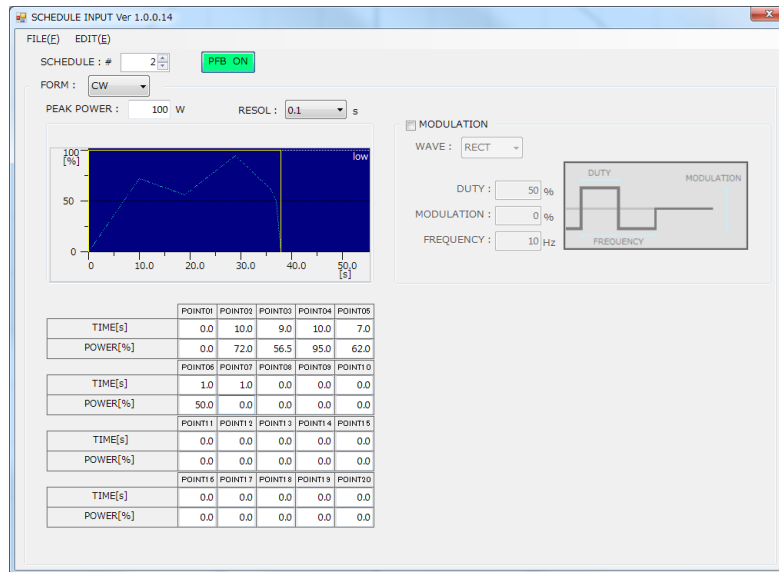 SCHEDULE INPUT Ver 1.0.0.14
FILE(F) EDIT(E)
SCHEDULE : # 2 PFB ON
FORM : CW
PEAK POWER : 100 W RESOL : 0.1 s
MODULATION
WAVE : RECT
DUTY : 50 %
MODULATION : 0 %
FREQUENCY : 10 Hz
DUTY
MODULATION
FREQUENCY
100
[%]
low
50
0
0 10.0 20.0 30.0 40.0 50.0
[s]
POINT01 POINT02 POINT03 POINT04 POINT05
TIME[s] 0.0 10.0 9.0 10.0 7.0
POWER[%] 0.0 72.0 56.5 95.0 62.0
POINT06 POINT07 POINT08 POINT09 POINT10
TIME[s] 1.0 1.0 0.0 0.0 0.0
POWER[%] 50.0 0.0 0.0 0.0 0.0
POINT11 POINT12 POINT13 POINT14 POINT15
TIME[s] 0.0 0.0 0.0 0.0 0.0
POWER[%] 0.0 0.0 0.0 0.0 0.0
POINT16 POINT17 POINT18 POINT19 POINT20
TIME[s] 0.0 0.0 0.0 0.0 0.0
POWER[%] 0.0 0.0 0.0 0.0 0.0